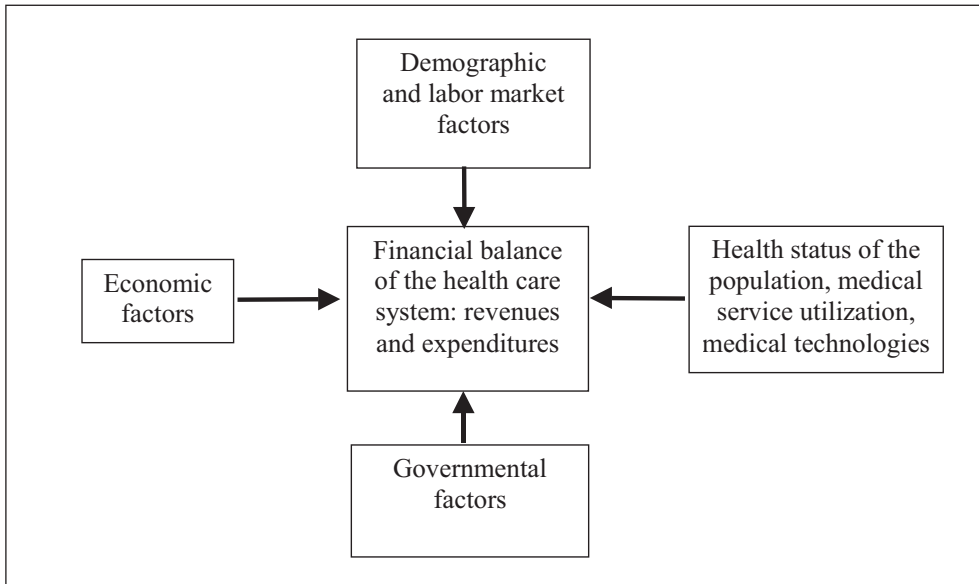 Demographic
and labor market
factors
Economic
factors
Financial balance
of the health care
system: revenues
and expenditures
Health status of the
population, medical
service utilization,
medical technologies
Governmental
factors